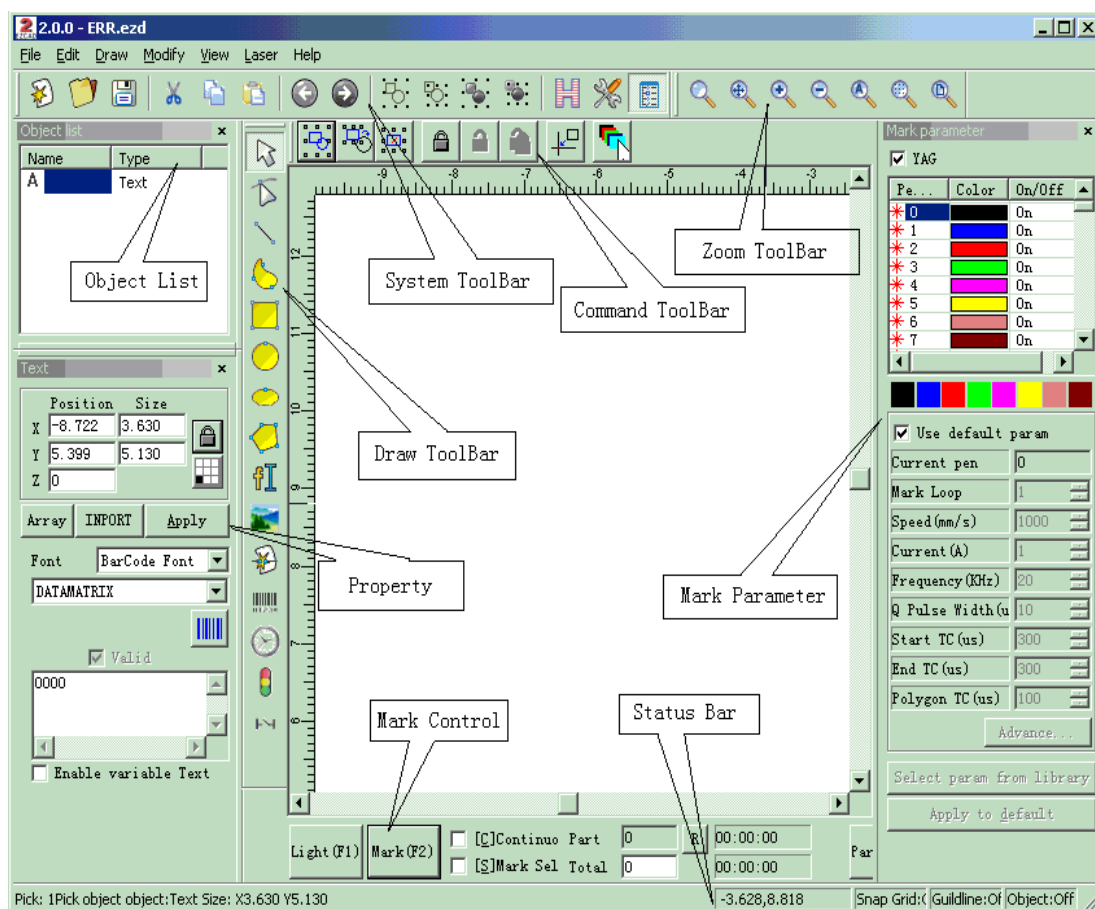 2.0.0 - ERR.ezd
File Edit Draw Modify View Laser Help
Object list
Name Type
A Text
Object List
Text
Position Size
X -8.722 3.630
Y 5.399 5.130
Z 0
Array INPORT Apply
Font BarCode Font
DATAMATRIX
Valid
0000
Enable variable Text
-9 -8 -7 -6 -5 -4 -3
12
11
10
9
8
7
6
System ToolBar
Zoom ToolBar
Command ToolBar
Draw ToolBar
Property
Mark Parameter
Mark Control
Status Bar
Mark parameter
YAG
Pe... Color On/Off
0 On
1 On
2 On
3 On
4 On
5 On
6 On
7 On
Use default param
Current pen 0
Mark Loop 1
Speed(mm/s) 1000
Current(A) 1
Frequency(KHz) 20
Q Pulse Width(u 10
Start TC(us) 300
End TC(us) 300
Polygon TC(us) 100
Advance...
Select param from library
Apply to default
Light(F1) Mark(F2)
[C]Continuo Part 0 R 00:00:00
[S]Mark Sel Total 0 00:00:00
Par
Pick: 1Pick object object:Text Size: X3.630 Y5.130
-3.628,8.818
Snap Grid:( Guildline:Of Object:Off